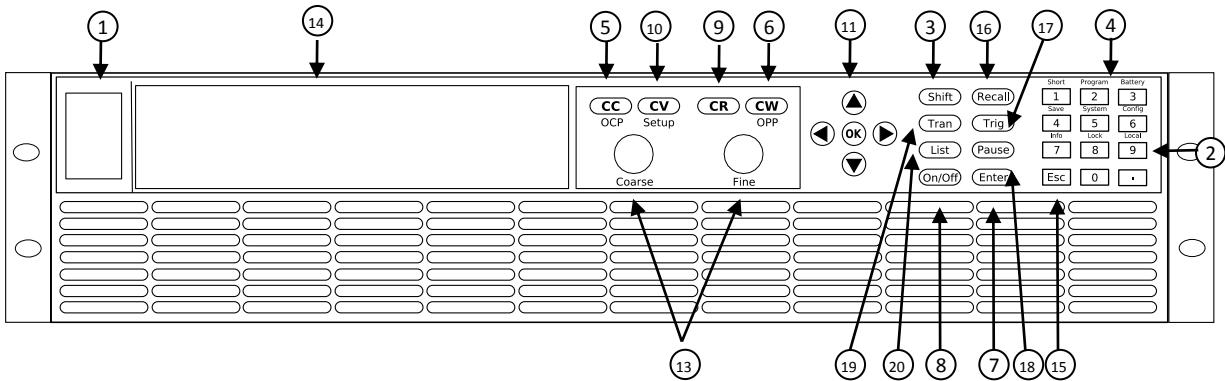 1 14 5 10 9 6 11 3 16 17 4
Short Program Battery
CC CV CR CW Shift Recall 1 2 3
OCP Setup OPP Save System Config
Tran Trig 4 5 6
OK Info Lock Local
List Pause 7 8 9 2
Coarse Fine On/Off Enter Esc 0 .
13 19 20 8 7 18 15